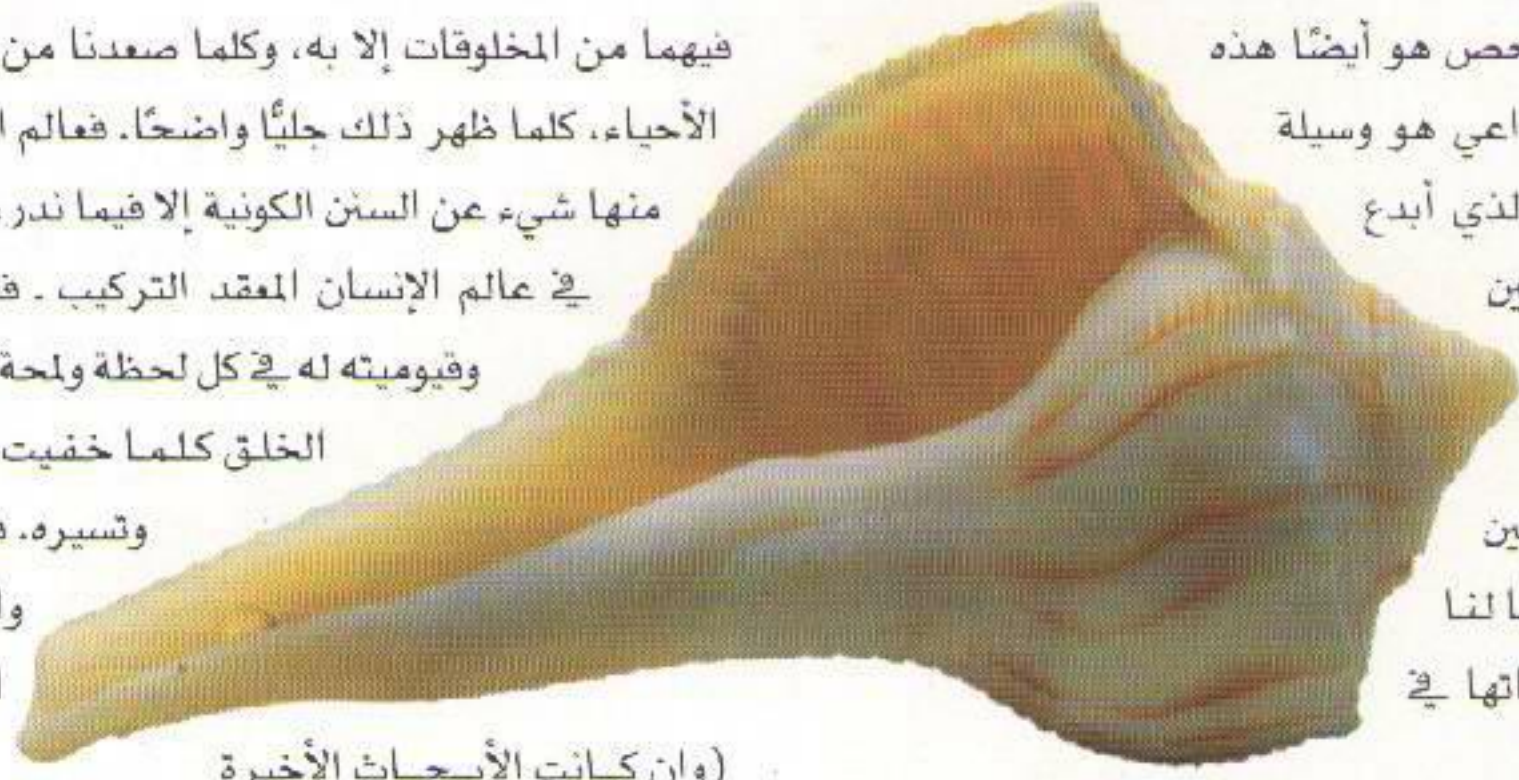 حص هو أيضًا هذه
اعي هو وسيلة
لذي أبدع
ين
ين
ا لنا
اتها في
فيهما من المخلوقات إلا به، وكلما صعدنا من
الأحياء، كلما ظهر ذلك جليًّا واضحًا. فعالم ا
منها شيء عن السنن الكونية إلا فيما ندر
في عالم الإنسان المعقد التركيب . ف
وقيوميته له في كل لحظة ولمحة
الخلق كلما خفيت
وتسيره.
وا
(وإن كانت الأبحاث الأخيرة